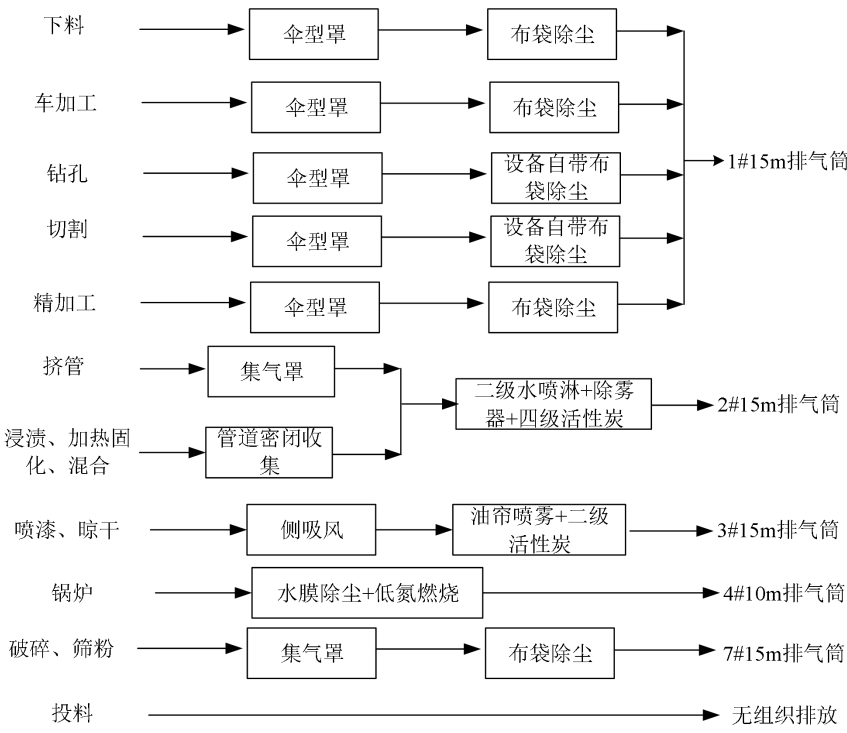 下料
伞型罩
布袋除尘
车加工
伞型罩
布袋除尘
1#15m排气筒
钻孔
伞型罩
设备自带布
袋除尘
切割
伞型罩
设备自带布
袋除尘
精加工
伞型罩
布袋除尘
挤管
集气罩
二级水喷淋+除雾
器+四级活性炭
2#15m排气筒
浸渍、加热固
化、混合
管道密闭收
集
喷漆、晾干
侧吸风
油帘喷雾+二级
活性炭
3#15m排气筒
锅炉
水膜除尘+低氮燃烧
4#10m排气筒
破碎、筛粉
集气罩
布袋除尘
7#15m排气筒
投料
无组织排放